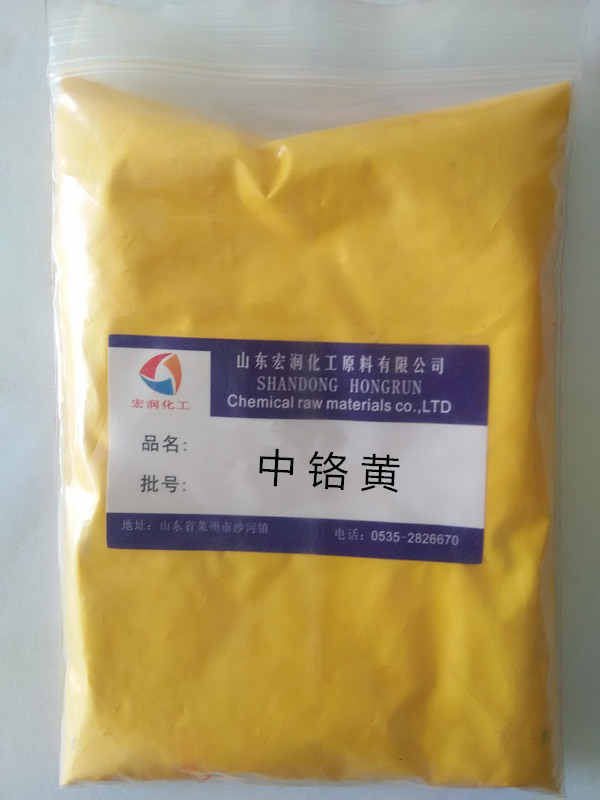 山东宏润化工原料有限公司
SHANDONG HONGRUN
Chemical raw materials co.,LTD
宏润化工
品名:
中铬黄
批号:
地址: 山东省莱州市沙河镇
电话: 0535-2826670